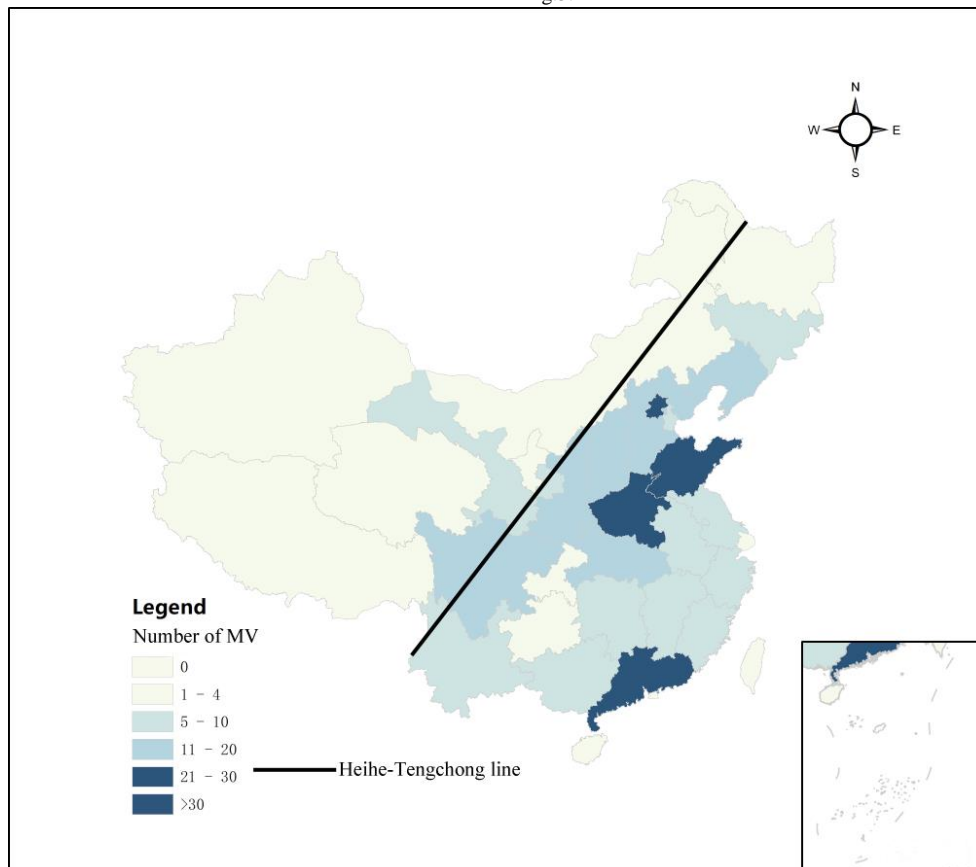 N
W E
S
Legend
Number of MV
0
1 - 4
5 - 10
11 - 20
21 - 30
>30
Heihe-Tengchong line